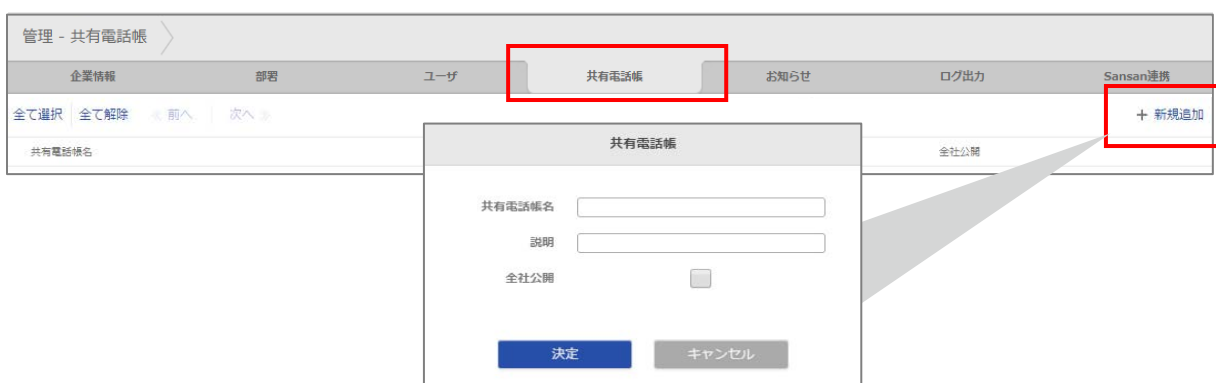 管理 - 共有電話帳
企業情報 部署 ユーザ 共有電話帳 お知らせ ログ出力 Sansan連携
全て選択 全て解除 ≪ 前へ 次へ ≫ + 新規追加
共有電話帳名 全社公開
共有電話帳
共有電話帳名
説明
全社公開
決定 キャンセル